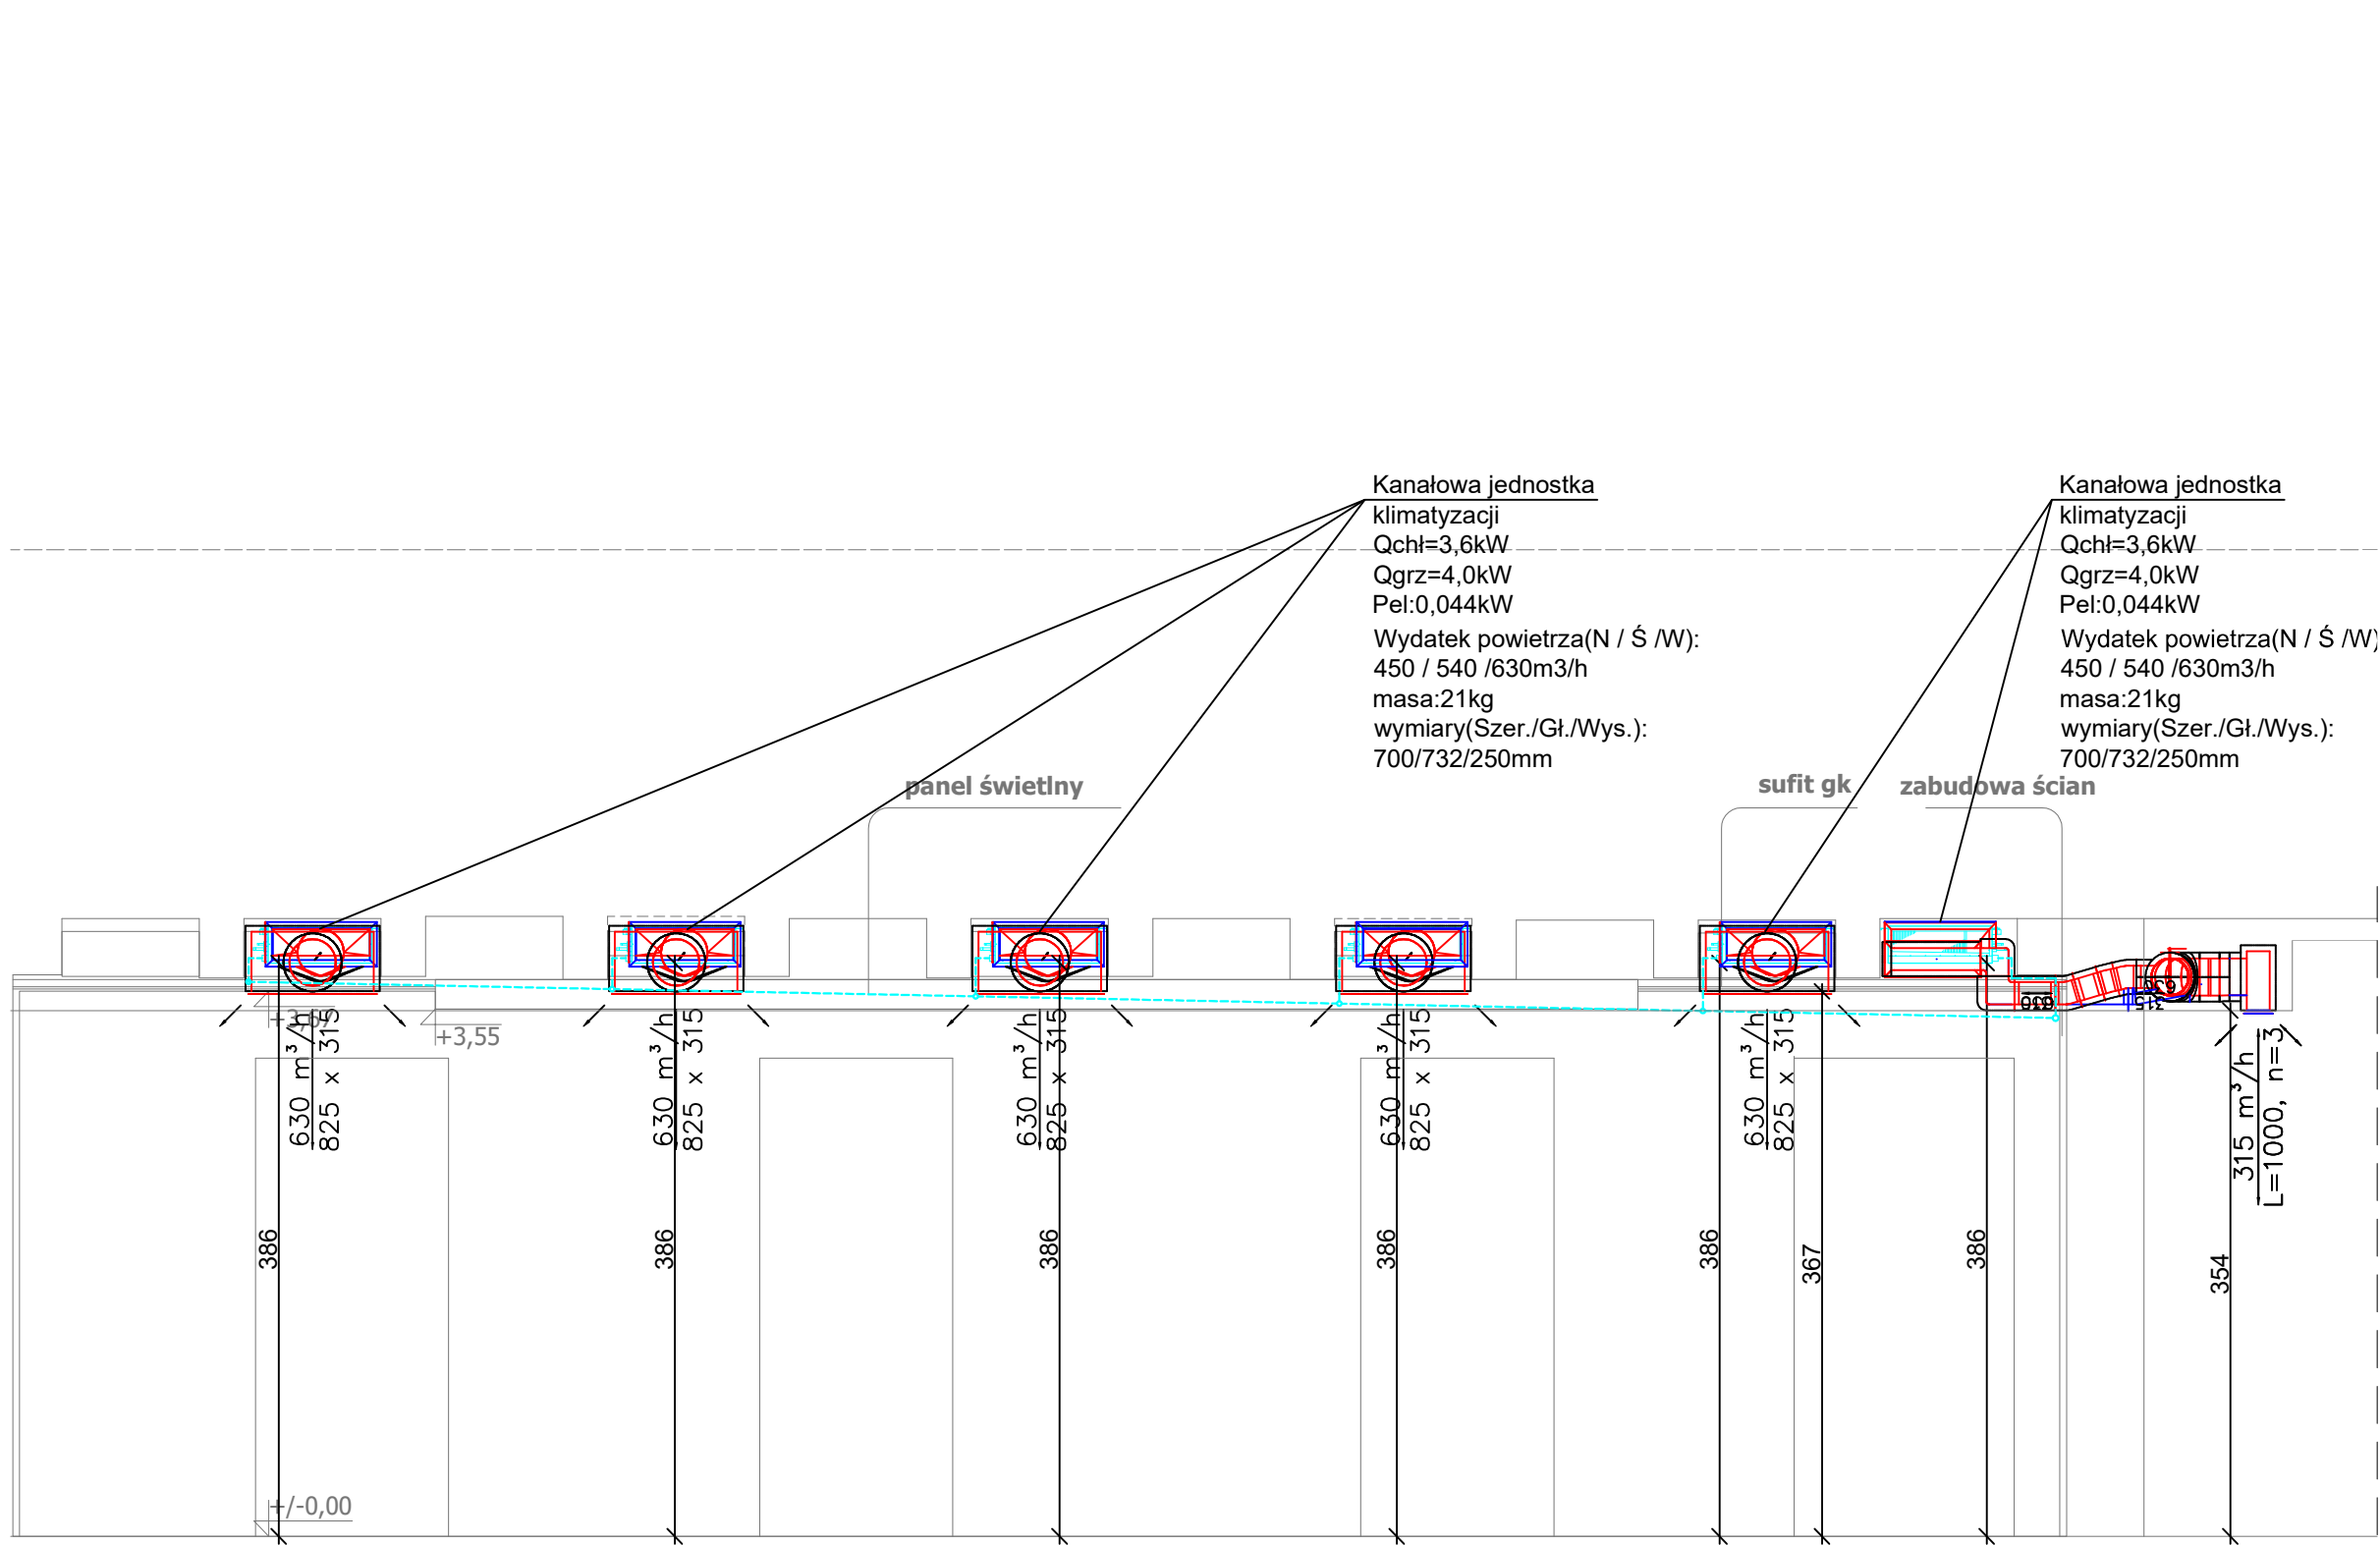 Kanałowa jednostka
klimatyzacji
Qchł=3,6kW
Qgrz=4,0kW
Pel:0,044kW
Wydatek powietrza(N / Ś /W):
450 / 540 /630m3/h
masa:21kg
wymiary(Szer./Gł./Wys.):
700/732/250mm
Kanałowa jednostka
klimatyzacji
Qchł=3,6kW
Qgrz=4,0kW
Pel:0,044kW
Wydatek powietrza(N / Ś /W)
450 / 540 /630m3/h
masa:21kg
wymiary(Szer./Gł./Wys.):
700/732/250mm
panel świetlny
sufit gk
zabudowa ścian
+3,67
+3,55
630 m³/h
825 x 315
630 m³/h
825 x 315
630 m³/h
825 x 315
630 m³/h
825 x 315
630 m³/h
825 x 315
315 m³/h
L=1000, n=3
386
386
386
386
386
367
386
354
+/-0,00